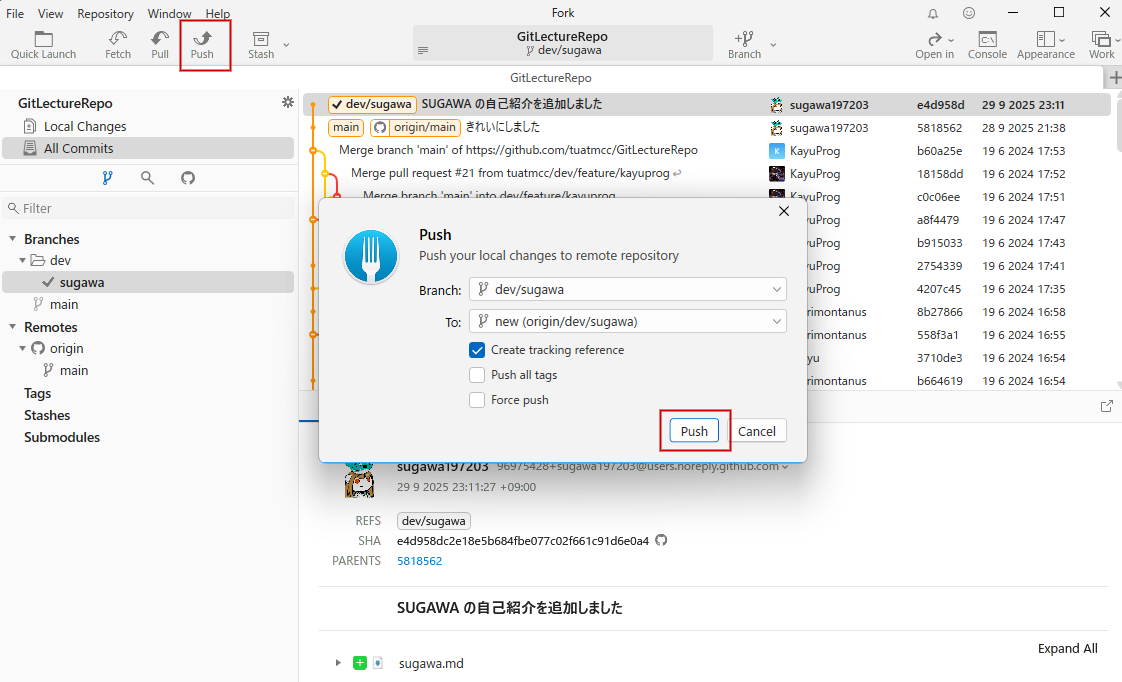 File View Repository Window Help
Fork
Quick Launch
Fetch
Pull
Push
Stash
GitLectureRepo
dev/sugawa
Branch
Open in
Console
Appearance
Work
GitLectureRepo
GitLectureRepo
Local Changes
All Commits
Filter
Branches
dev
sugawa
main
Remotes
origin
main
Tags
Stashes
Submodules
dev/sugawa SUGAWA の自己紹介を追加しました sugawa197203 e4d958d 29 9 2025 23:11
main origin/main きれいにしました sugawa197203 5818562 28 9 2025 21:38
Merge branch 'main' of https://github.com/tuatmcc/GitLectureRepo K KayuProg b60a25e 19 6 2024 17:53
Merge pull request #21 from tuatmcc/dev/feature/kayuprog KayuProg 18158dd 19 6 2024 17:52
Merge branch 'main' into dev/feature/kayuprog KayuProg c0c06ee 19 6 2024 17:51
yuProg a8f4479 19 6 2024 17:47
yuProg b915033 19 6 2024 17:43
yuProg 2754339 19 6 2024 17:41
yuProg 4207c45 19 6 2024 17:35
rimontanus 8b27866 19 6 2024 16:58
rimontanus 558f3a1 19 6 2024 16:55
yu 3710de3 19 6 2024 16:54
rimontanus b664619 19 6 2024 16:54
Push
Push your local changes to remote repository
Branch: dev/sugawa
To: new (origin/dev/sugawa)
Create tracking reference
Push all tags
Force push
Push Cancel
sugawa197203 96975428+sugawa197203@users.noreply.github.com
29 9 2025 23:11:27 +09:00
REFS dev/sugawa
SHA e4d958dc2e18e5b684fbe077c02f661c91d6e0a4
PARENTS 5818562
SUGAWA の自己紹介を追加しました
Expand All
sugawa.md